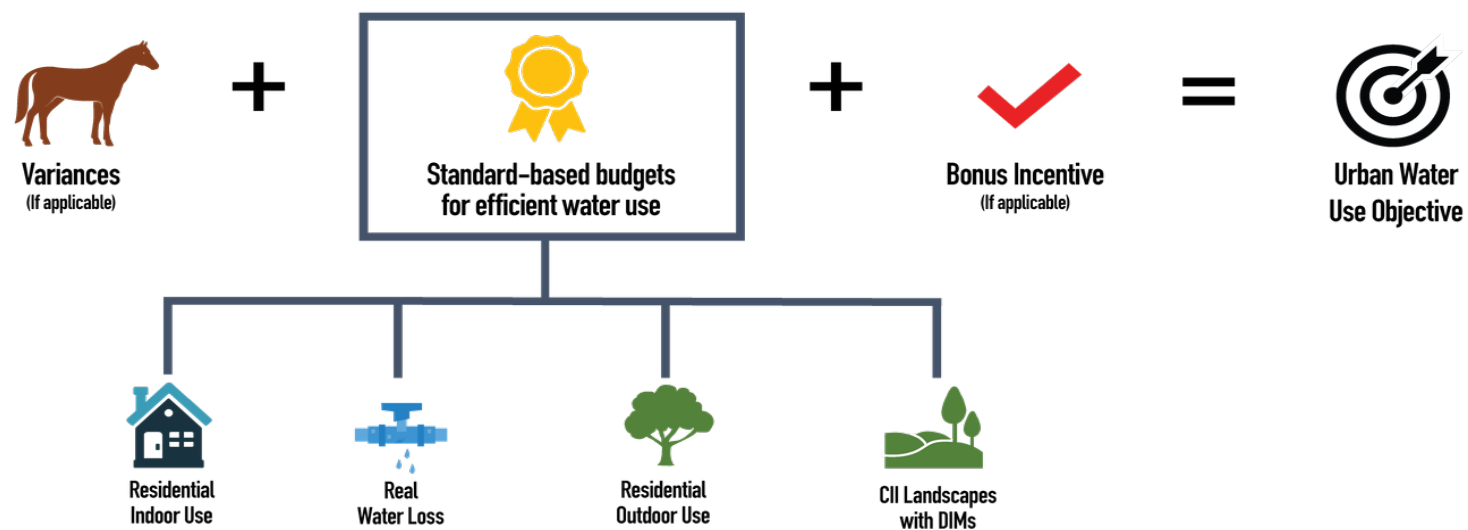 +
+
=
Variances
(If applicable)
Standard-based budgets
for efficient water use
Bonus Incentive
(If applicable)
Urban Water
Use Objective
Residential
Indoor Use
Real
Water Loss
Residential
Outdoor Use
CII Landscapes
with DIMs